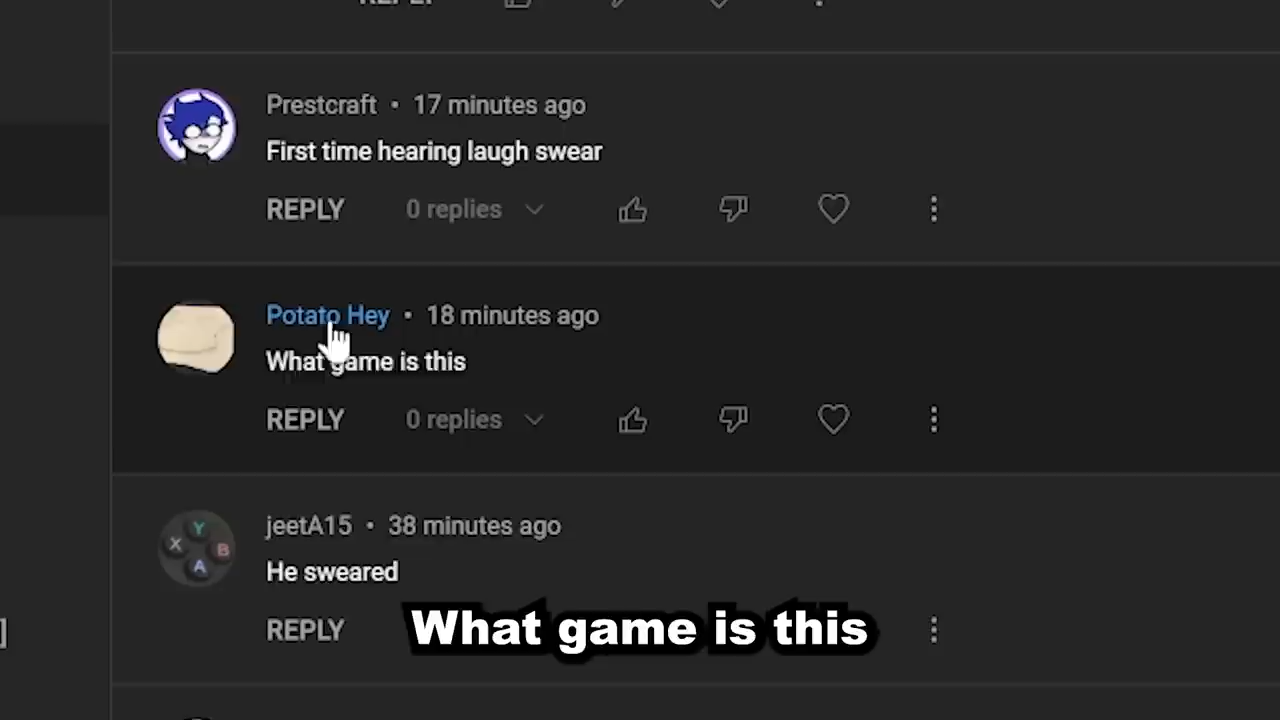 REPLY
Prestcraft • 17 minutes ago
First time hearing laugh swear
REPLY 0 replies
Potato Hey • 18 minutes ago
What game is this
REPLY 0 replies
Y
X B
A
jeetA15 • 38 minutes ago
He sweared
REPLY
]
What game is this